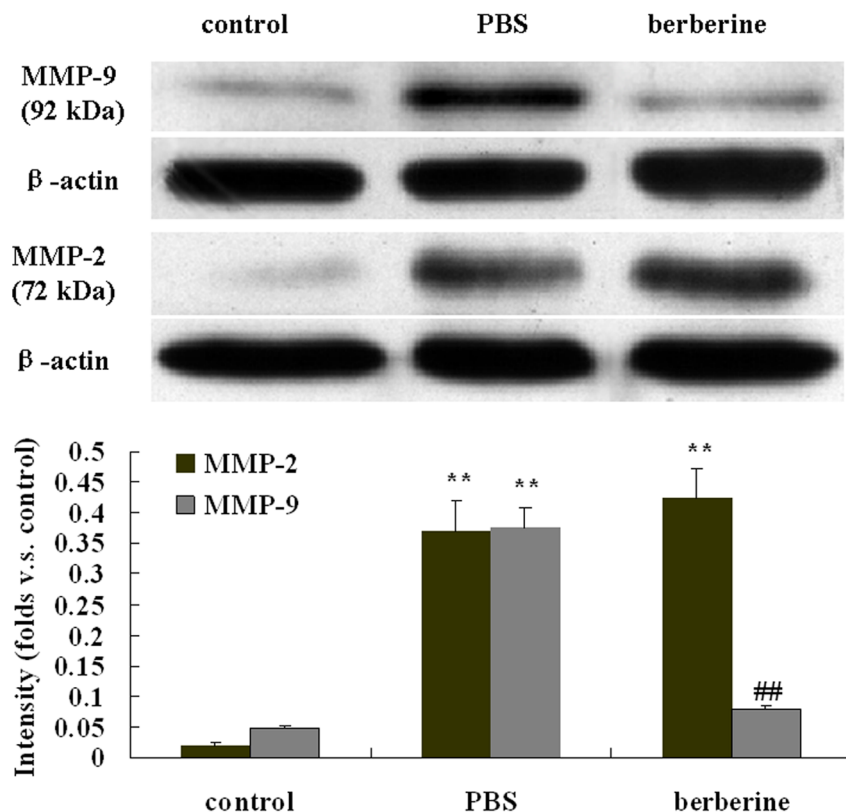 control PBS berberine
MMP-9
(92 kDa)
β-actin
MMP-2
(72 kDa)
β-actin
Intensity (folds v.s. control)
0.5
0.45
0.4
0.35
0.3
0.25
0.2
0.15
0.1
0.05
0
MMP-2
MMP-9
** **
**
##
control PBS berberine